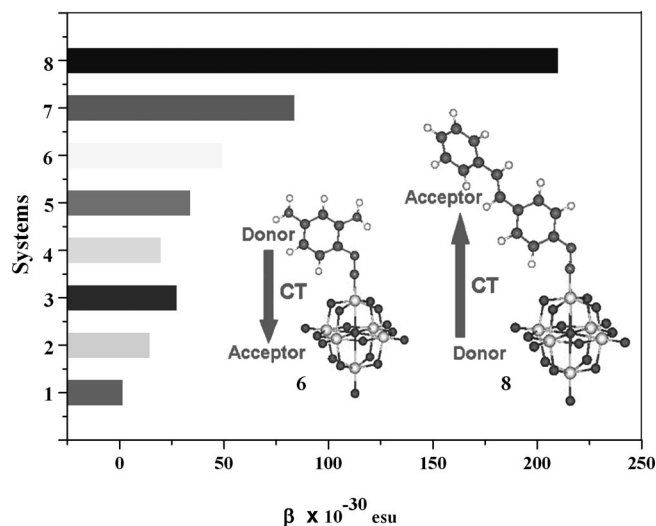 8
7
6
5
4
3
2
1
Systems
Acceptor
CT
Donor
8
Donor
CT
Acceptor
6
0
50
100
150
200
250
β x 10-30 esu